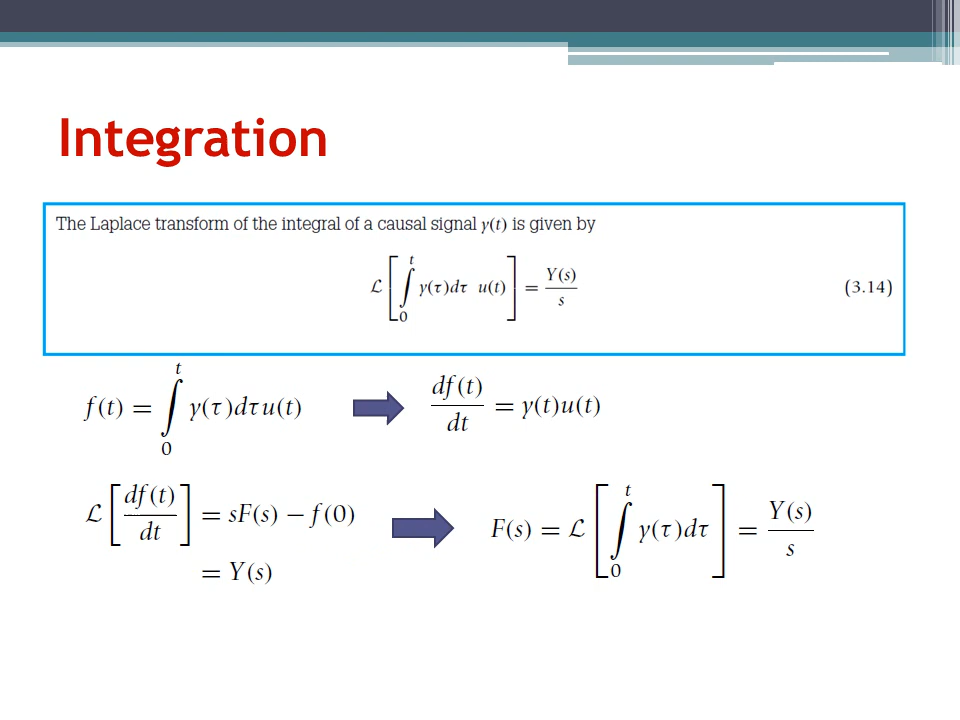 Integration
The Laplace transform of the integral of a causal signal y(t) is given by
ℒ[∫₀ᵗ y(τ)dτ u(t)] = Y(s)/s (3.14)
f(t) = ∫₀ᵗ y(τ)dτu(t) df(t)/dt = y(t)u(t)
ℒ[df(t)/dt] = sF(s) − f(0)
= Y(s)
F(s) = ℒ[∫₀ᵗ y(τ)dτ] = Y(s)/s